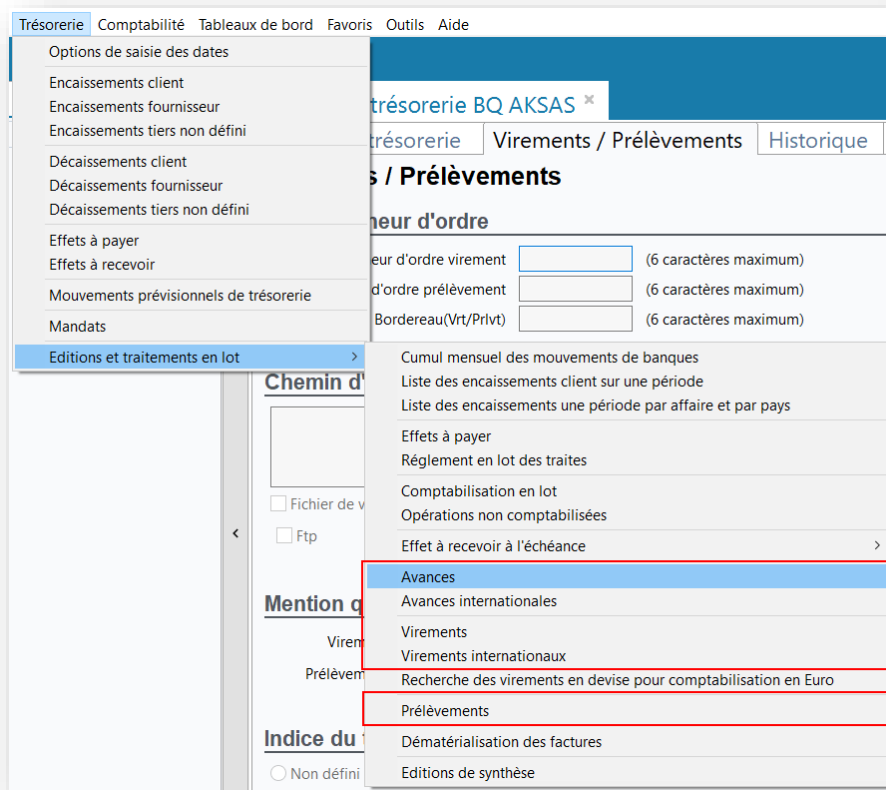 Trésorerie Comptabilité Tableaux de bord Favoris Outils Aide
Options de saisie des dates
Encaissements client
Encaissements fournisseur
Encaissements tiers non défini
Décaissements client
Décaissements fournisseur
Décaissements tiers non défini
Effets à payer
Effets à recevoir
Mouvements prévisionnels de trésorerie
Mandats
Editions et traitements en lot >
trésorerie BQ AKSAS ×
trésorerie Virements / Prélèvements Historique
s / Prélèvements
neur d'ordre
eur d'ordre virement (6 caractères maximum)
d'ordre prélèvement (6 caractères maximum)
Bordereau(Vrt/Prlvt) (6 caractères maximum)
Chemin d'
Fichier de v
Ftp
<
Mention q
Virem
Prélèvem
Indice du
Non défini
Cumul mensuel des mouvements de banques
Liste des encaissements client sur une période
Liste des encaissements une période par affaire et par pays
Effets à payer
Réglement en lot des traites
Comptabilisation en lot
Opérations non comptabilisées
Effet à recevoir à l'échéance >
Avances
Avances internationales
Virements
Virements internationaux
Recherche des virements en devise pour comptabilisation en Euro
Prélèvements
Dématérialisation des factures
Editions de synthèse